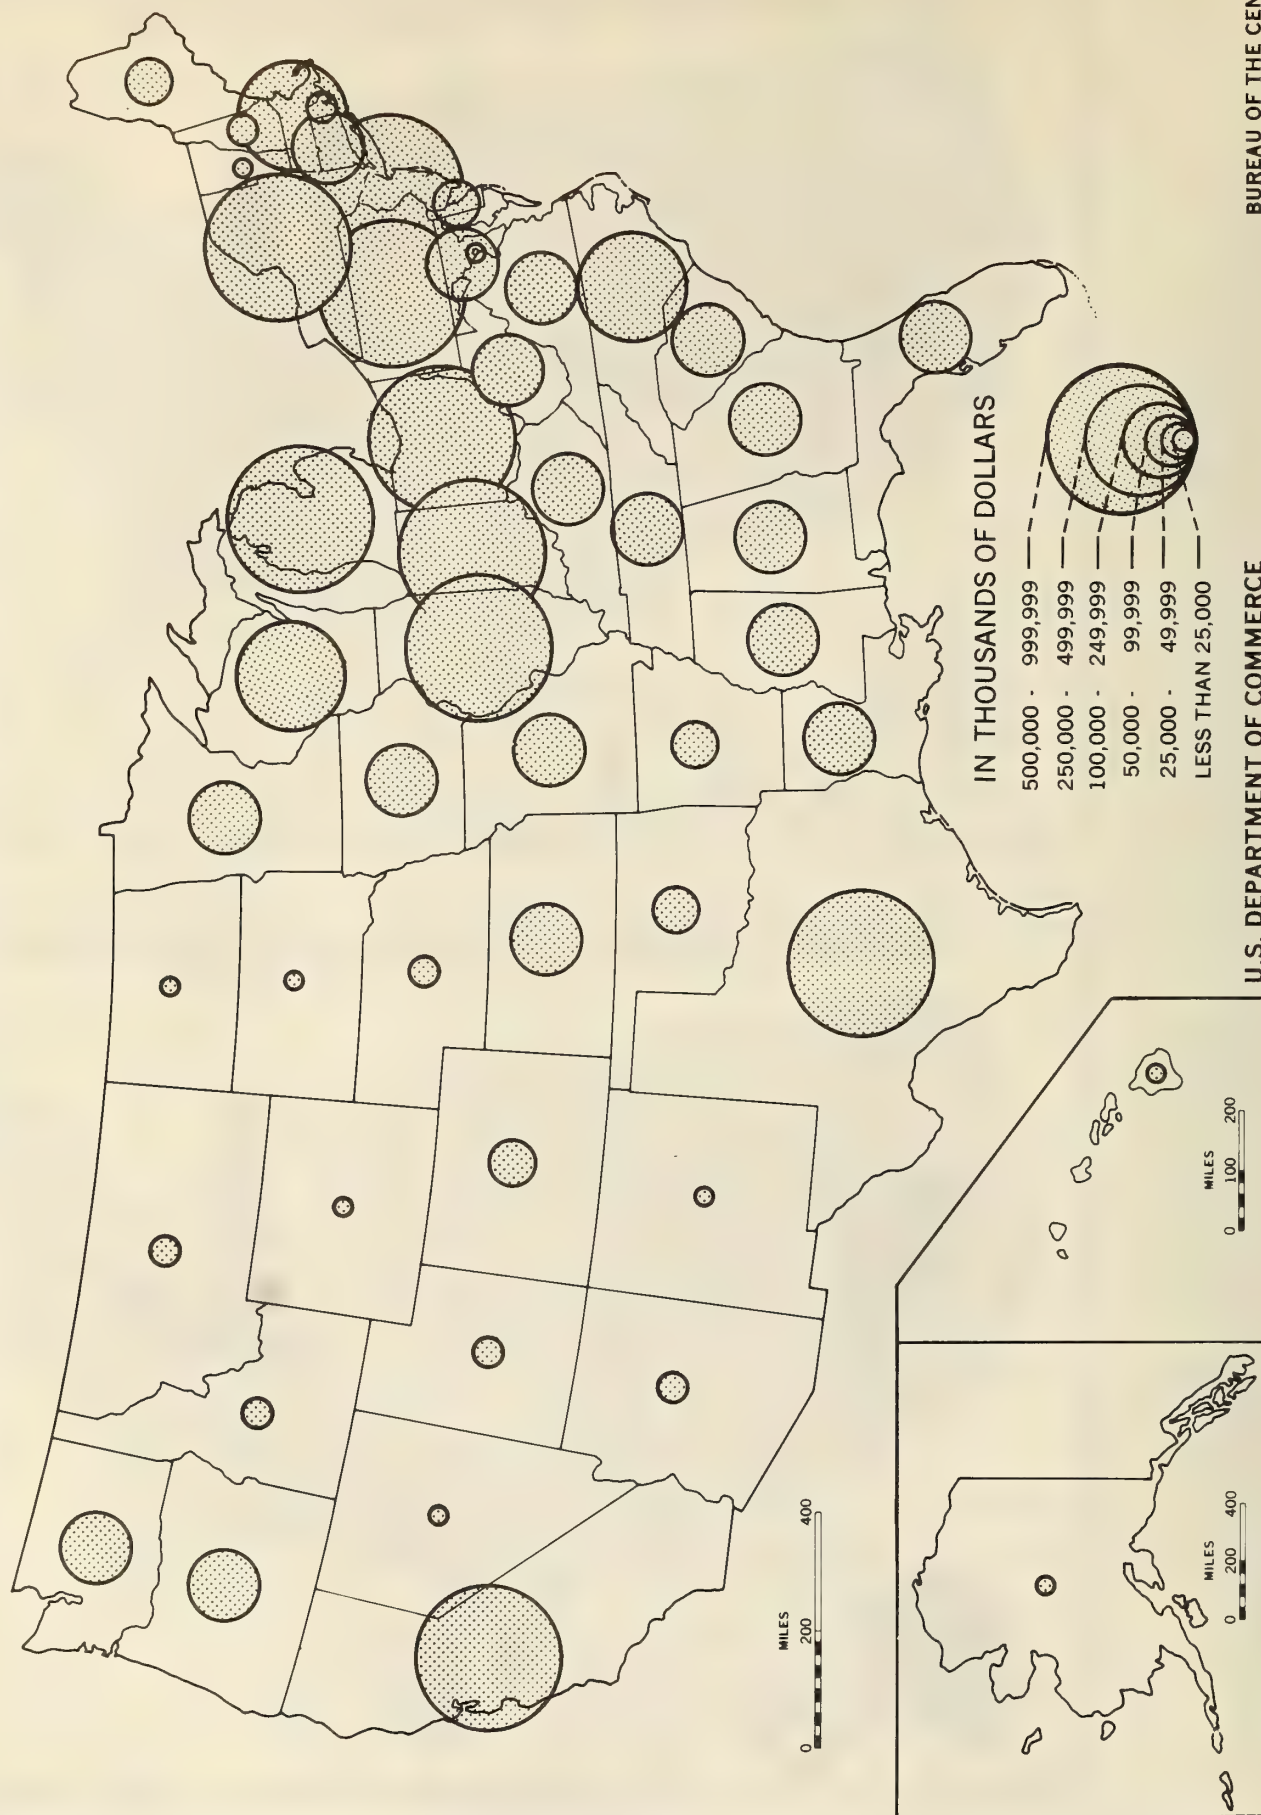 IN THOUSANDS OF DOLLARS
500,000 - 999,999
250,000 - 499,999
100,000 - 249,999
50,000 - 99,999
25,000 - 49,999
LESS THAN 25,000
MILES
0 200 400
MILES
0 200 400
MILES
0 100 200
U.S. DEPARTMENT OF COMMERCE
BUREAU OF THE CEN